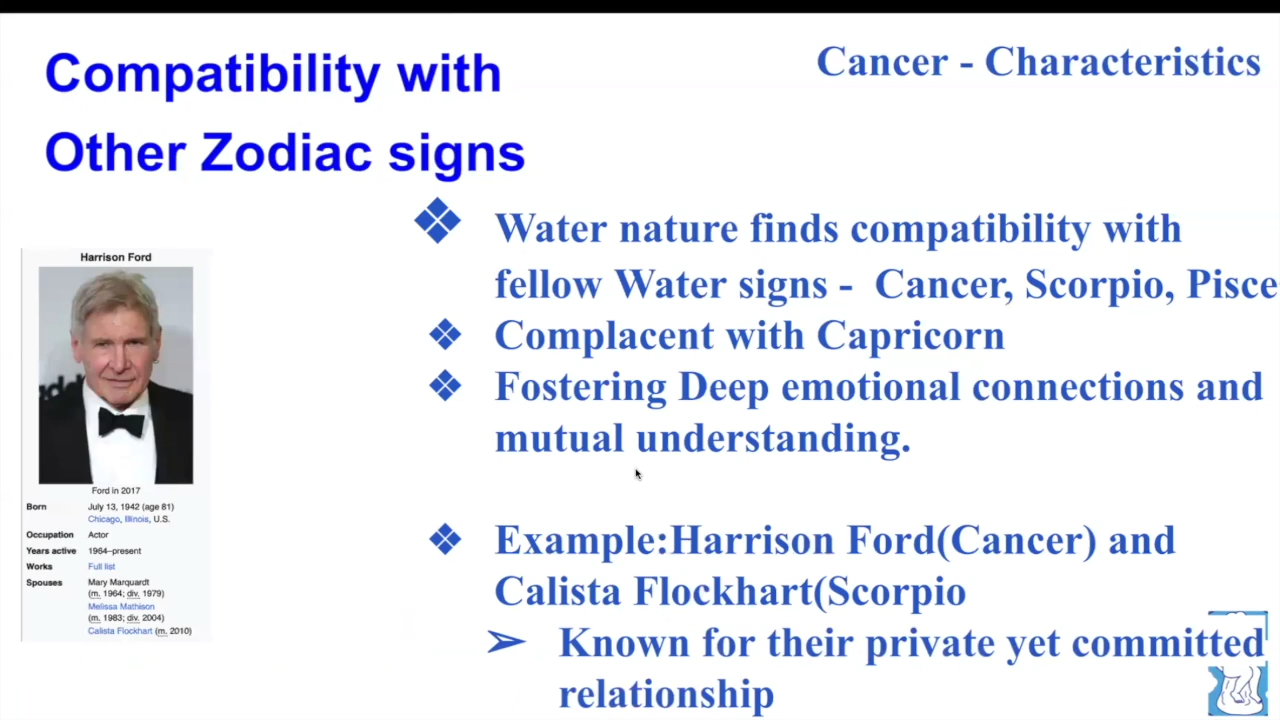 Compatibility with
Other Zodiac signs
Cancer - Characteristics
❖ Water nature finds compatibility with
fellow Water signs - Cancer, Scorpio, Pisce
❖ Complacent with Capricorn
❖ Fostering Deep emotional connections and
mutual understanding.
❖ Example:Harrison Ford(Cancer) and
Calista Flockhart(Scorpio
➢ Known for their private yet committed
relationship
Harrison Ford
Ford in 2017
Born July 13, 1942 (age 81)
Chicago, Illinois, U.S.
Occupation Actor
Years active 1964–present
Works Full list
Spouses Mary Marquardt
(m. 1964; div. 1979)
Melissa Mathison
(m. 1983; div. 2004)
Calista Flockhart (m. 2010)